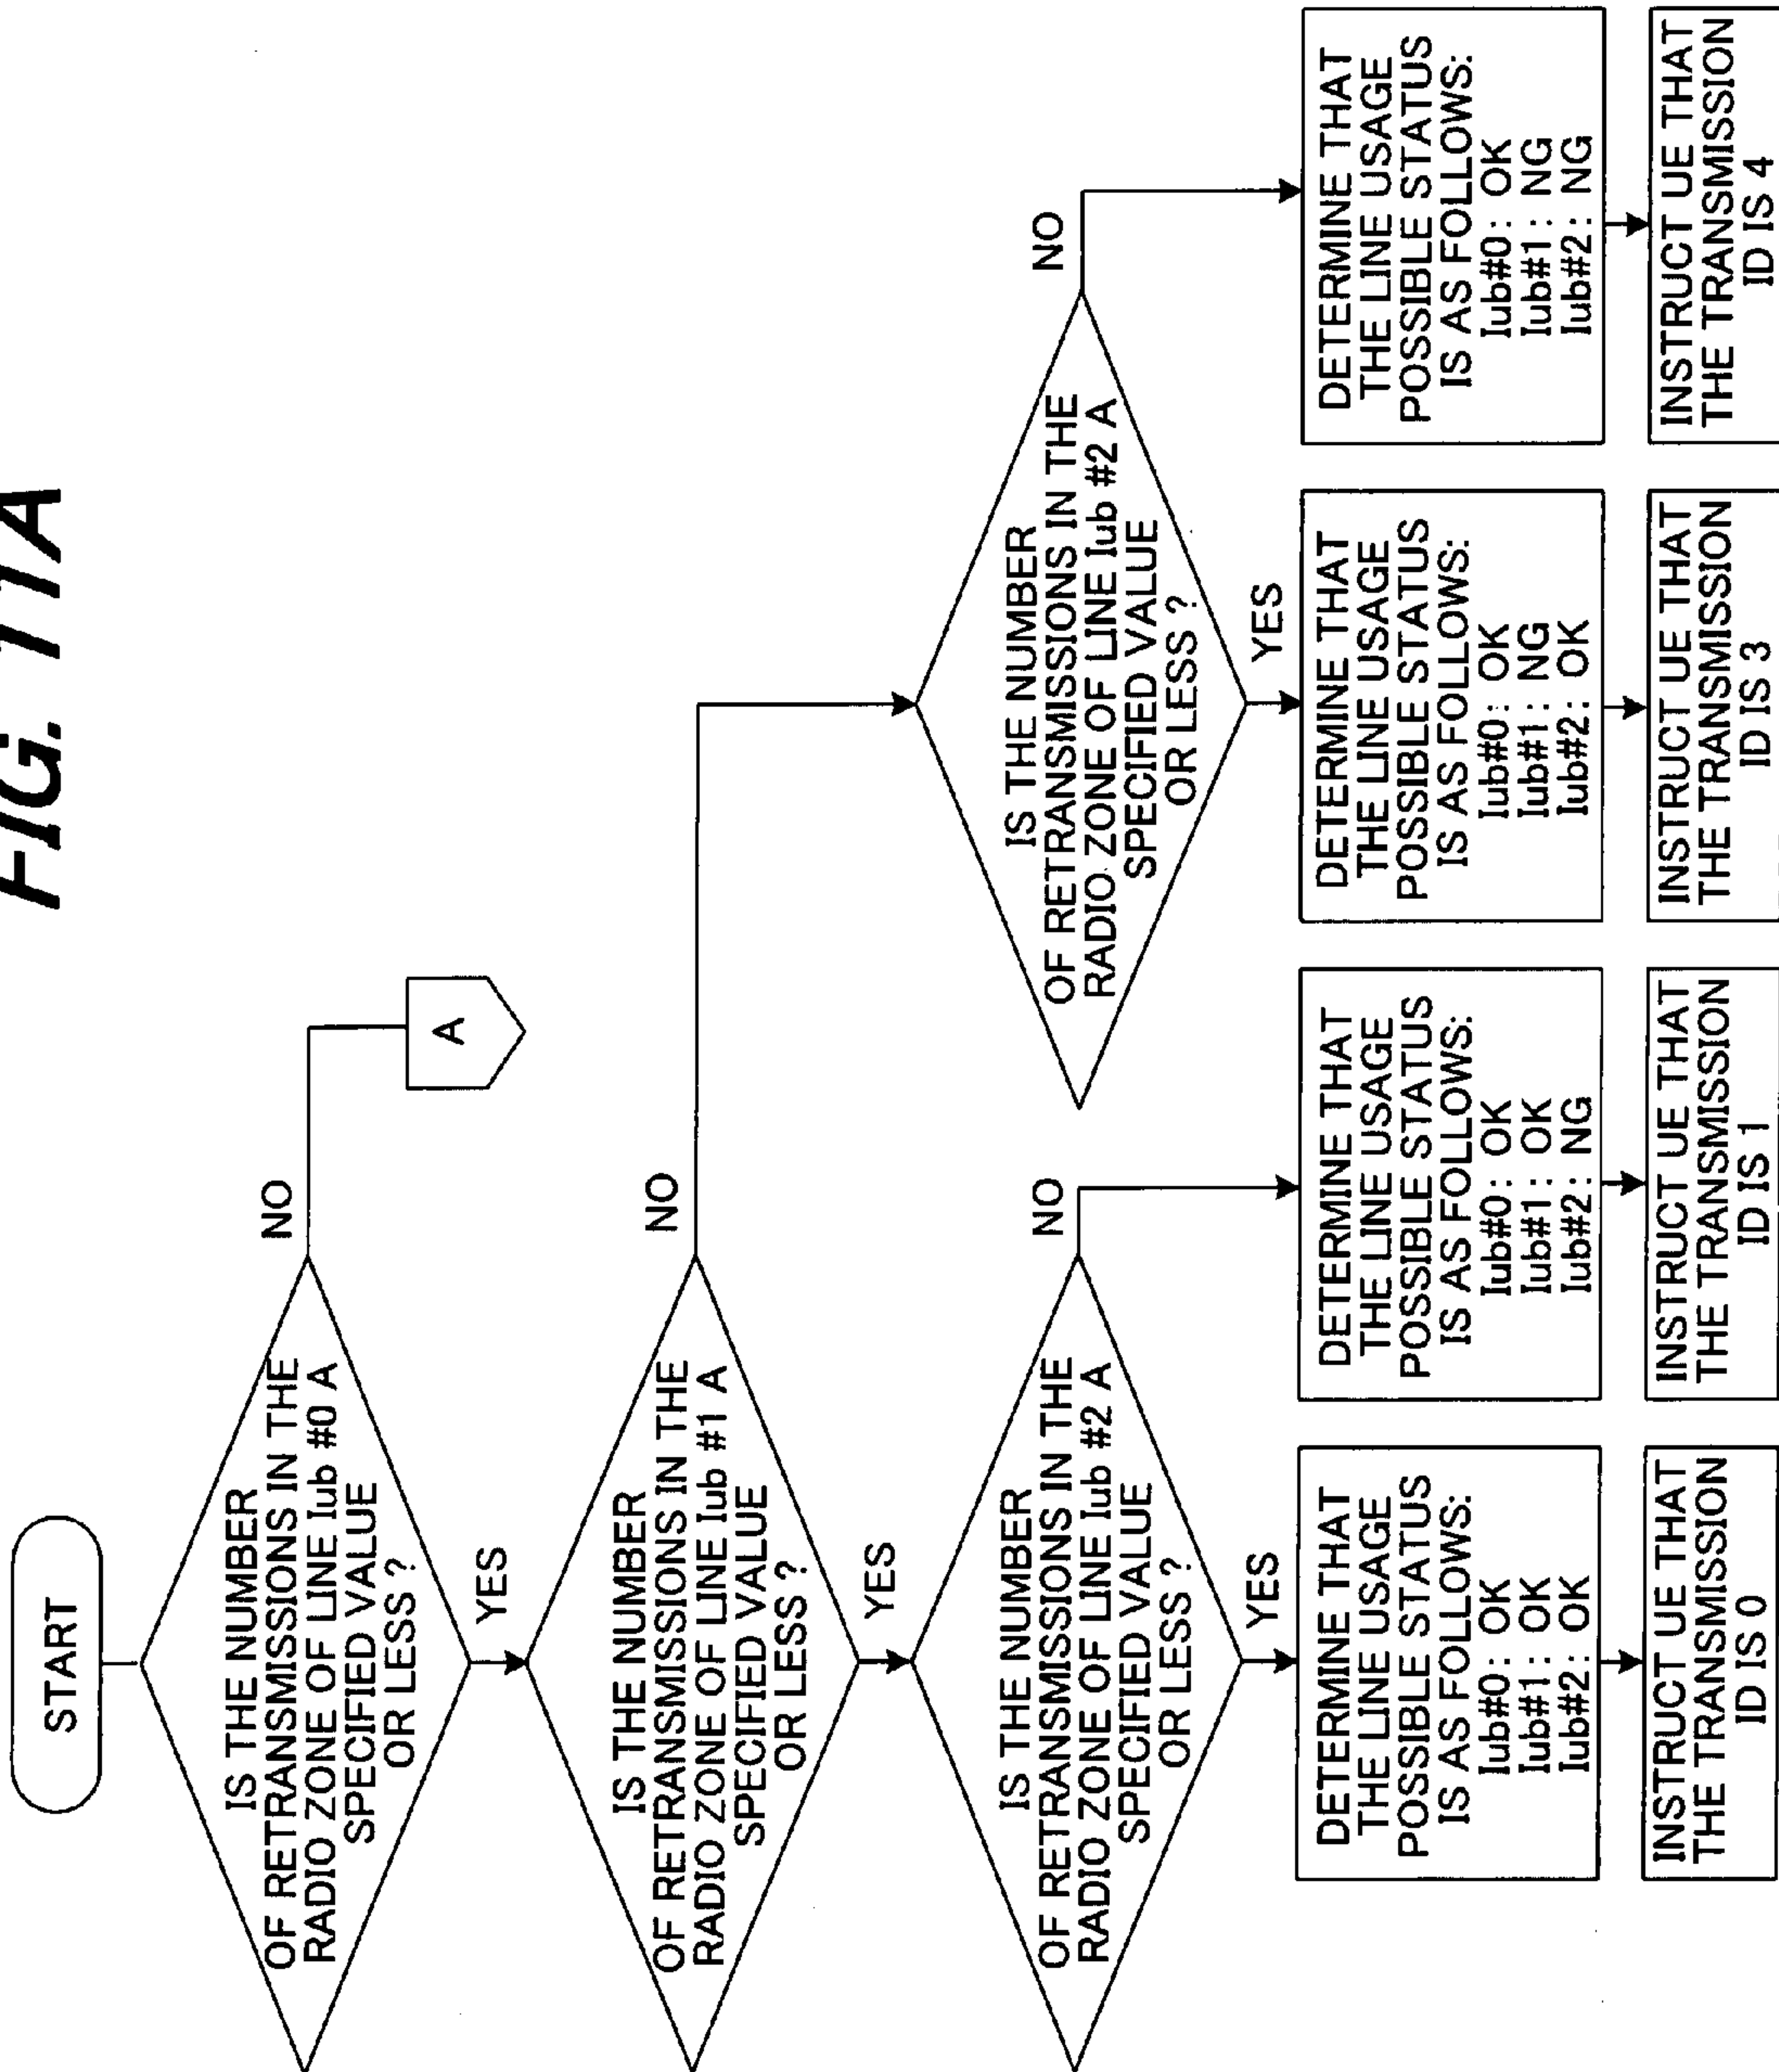 FIG. 11A
START
IS THE NUMBER
OF RETRANSMISSIONS IN THE
RADIO ZONE OF LINE Iub #0 A
SPECIFIED VALUE
OR LESS ?
NO
A
YES
IS THE NUMBER
OF RETRANSMISSIONS IN THE
RADIO ZONE OF LINE Iub #1 A
SPECIFIED VALUE
OR LESS ?
NO
YES
IS THE NUMBER
OF RETRANSMISSIONS IN THE
RADIO ZONE OF LINE Iub #2 A
SPECIFIED VALUE
OR LESS ?
NO
YES
IS THE NUMBER
OF RETRANSMISSIONS IN THE
RADIO ZONE OF LINE Iub #2 A
SPECIFIED VALUE
OR LESS ?
NO
YES
DETERMINE THAT
THE LINE USAGE
POSSIBLE STATUS
IS AS FOLLOWS:
Iub#0: OK
Iub#1: OK
Iub#2: OK
DETERMINE THAT
THE LINE USAGE
POSSIBLE STATUS
IS AS FOLLOWS:
Iub#0: OK
Iub#1: OK
Iub#2: NG
DETERMINE THAT
THE LINE USAGE
POSSIBLE STATUS
IS AS FOLLOWS:
Iub#0: OK
Iub#1: NG
Iub#2: OK
DETERMINE THAT
THE LINE USAGE
POSSIBLE STATUS
IS AS FOLLOWS:
Iub#0: OK
Iub#1: NG
Iub#2: NG
INSTRUCT UE THAT
THE TRANSMISSION
ID IS 0
INSTRUCT UE THAT
THE TRANSMISSION
ID IS 1
INSTRUCT UE THAT
THE TRANSMISSION
ID IS 3
INSTRUCT UE THAT
THE TRANSMISSION
ID IS 4